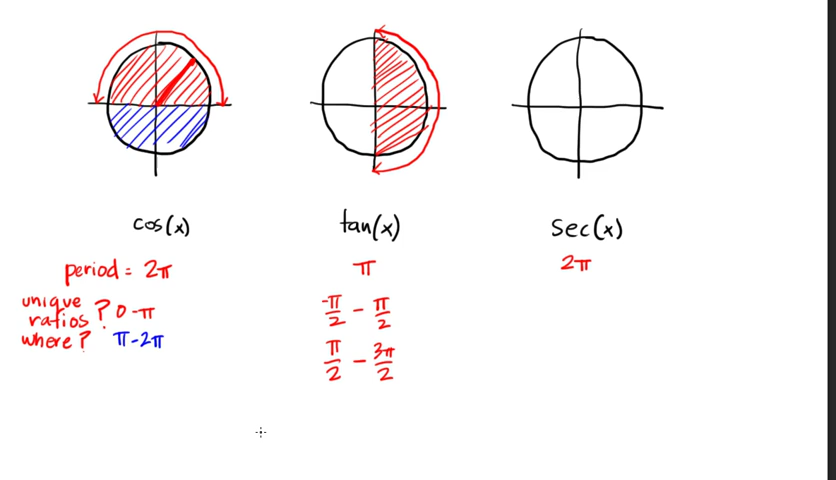 cos(x) tan(x) sec(x)
period = 2π π 2π
unique ratios? 0 - π
where? π - 2π
-π/2 - π/2
π/2 - 3π/2